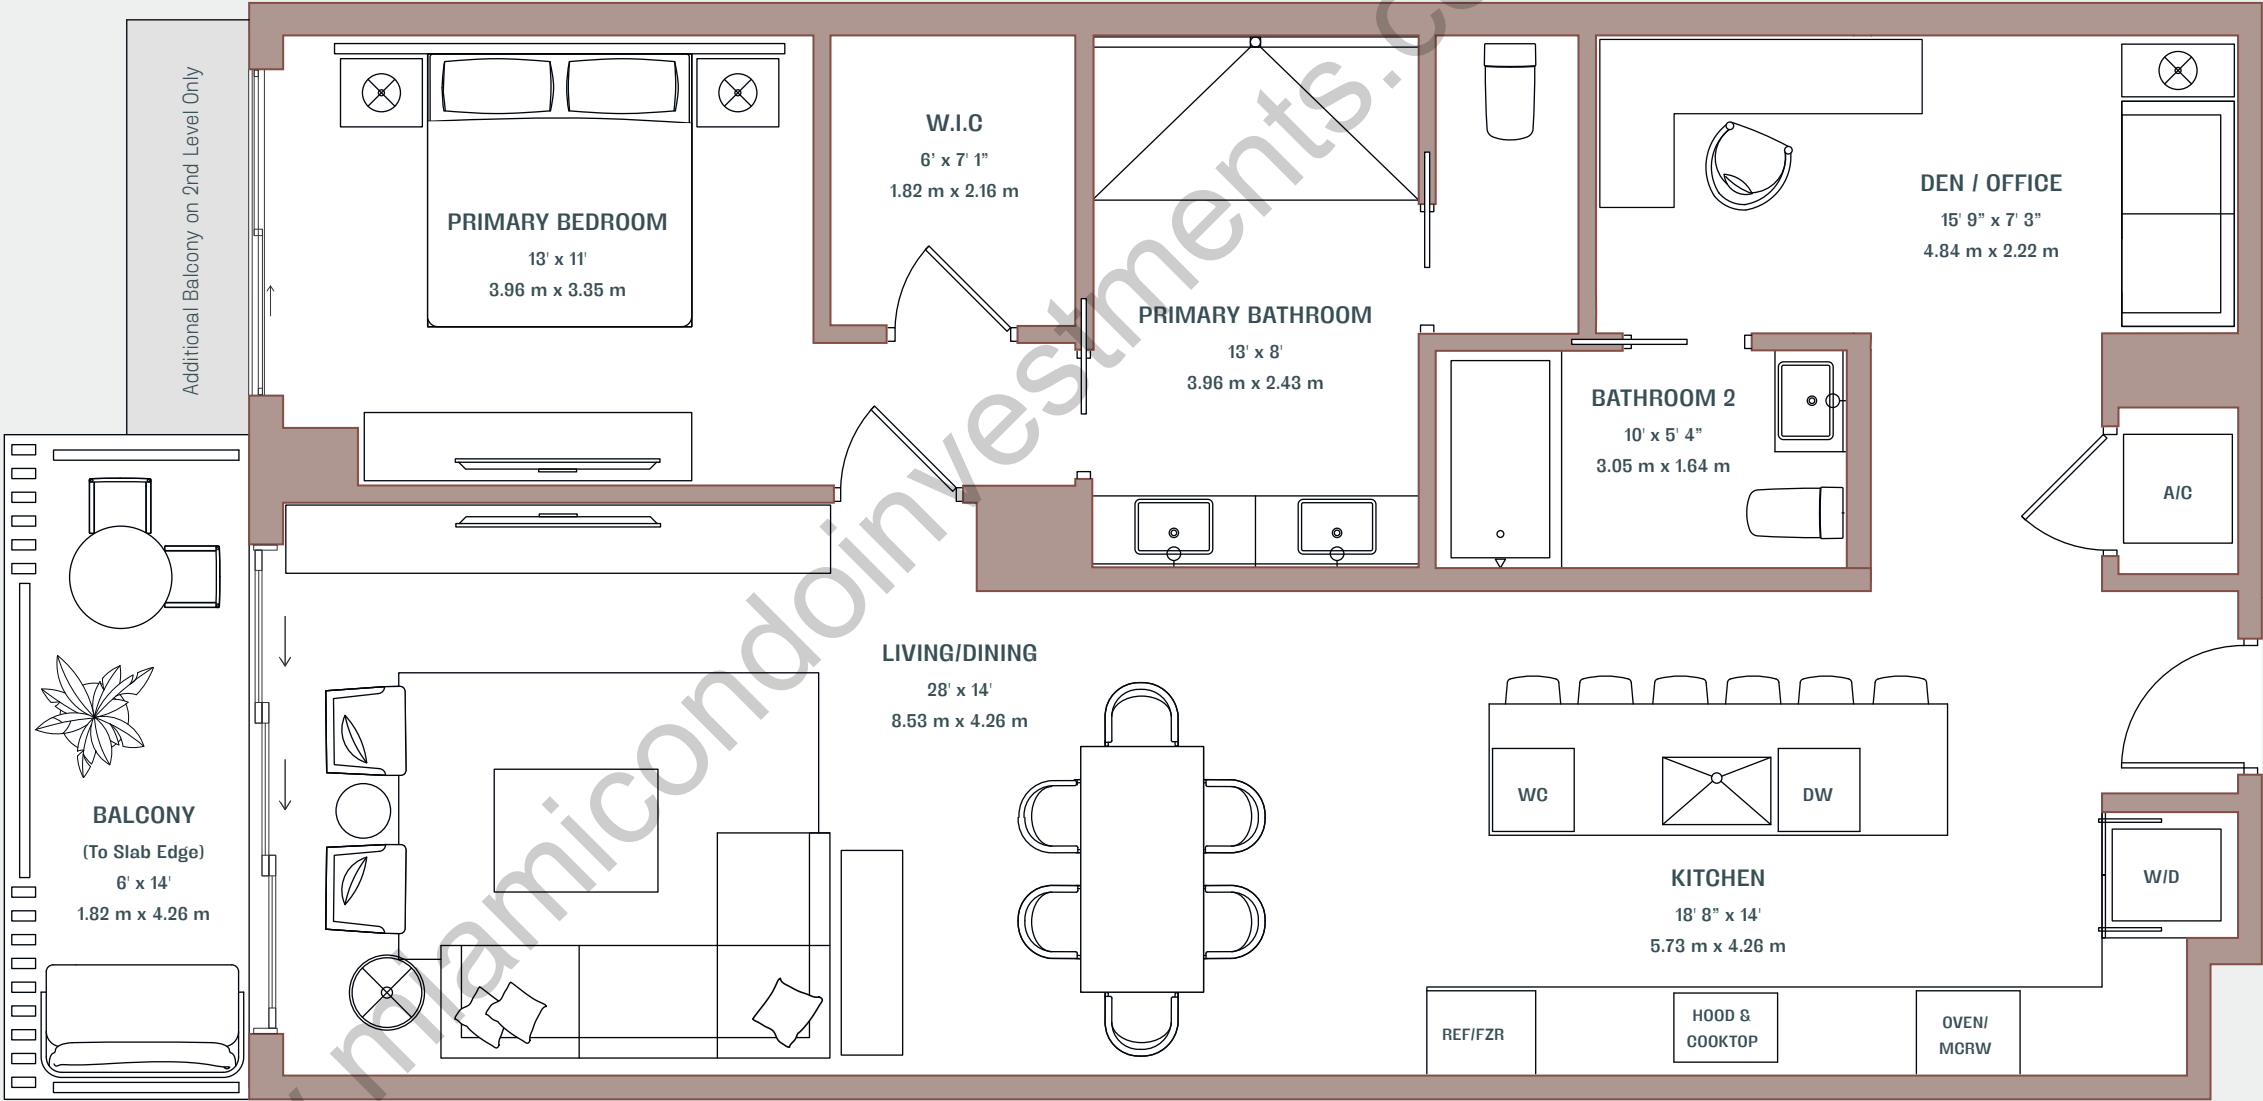 Additional Balcony on 2nd Level Only
PRIMARY BEDROOM
13' x 11'
3.96 m x 3.35 m
W.I.C
6’ x 7' 1”
1.82 m x 2.16 m
PRIMARY BATHROOM
13' x 8'
3.96 m x 2.43 m
DEN / OFFICE
15' 9” x 7' 3”
4.84 m x 2.22 m
BATHROOM 2
10' x 5' 4”
3.05 m x 1.64 m
A/C
LIVING/DINING
28' x 14'
8.53 m x 4.26 m
BALCONY
(To Slab Edge)
6' x 14'
1.82 m x 4.26 m
WC
DW
KITCHEN
18' 8” x 14'
5.73 m x 4.26 m
W/D
REF/FZR
HOOD &
COOKTOP
OVEN/
MCRW
miamicondoinvestments.co